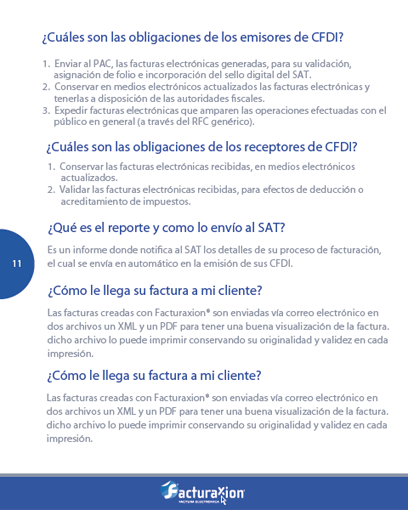 ¿Cuáles son las obligaciones de los emisores de CFDI?
1. Enviar al PAC, las facturas electrónicas generadas, para su validación,
asignación de folio e incorporación del sello digital del SAT.
2. Conservar en medios electrónicos actualizados las facturas electrónicas y
tenerlas a disposición de las autoridades fiscales.
3. Expedir facturas electrónicas que amparen las operaciones efectuadas con el
público en general (a través del RFC genérico).
¿Cuáles son las obligaciones de los receptores de CFDI?
1. Conservar las facturas electrónicas recibidas, en medios electrónicos
actualizados.
2. Validar las facturas electrónicas recibidas, para efectos de deducción o
acreditamiento de impuestos.
¿Qué es el reporte y como lo envío al SAT?
Es un informe donde notifica al SAT los detalles de su proceso de facturación,
el cual se envía en automático en la emisión de sus CFDI.
11
¿Cómo le llega su factura a mi cliente?
Las facturas creadas con Facturaxion® son enviadas vía correo electrónico en
dos archivos un XML y un PDF para tener una buena visualización de la factura.
dicho archivo lo puede imprimir conservando su originalidad y validez en cada
impresión.
¿Cómo le llega su factura a mi cliente?
Las facturas creadas con Facturaxion® son enviadas vía correo electrónico en
dos archivos un XML y un PDF para tener una buena visualización de la factura.
dicho archivo lo puede imprimir conservando su originalidad y validez en cada
impresión.
FacturaXion
FACTURA ELECTRÓNICA